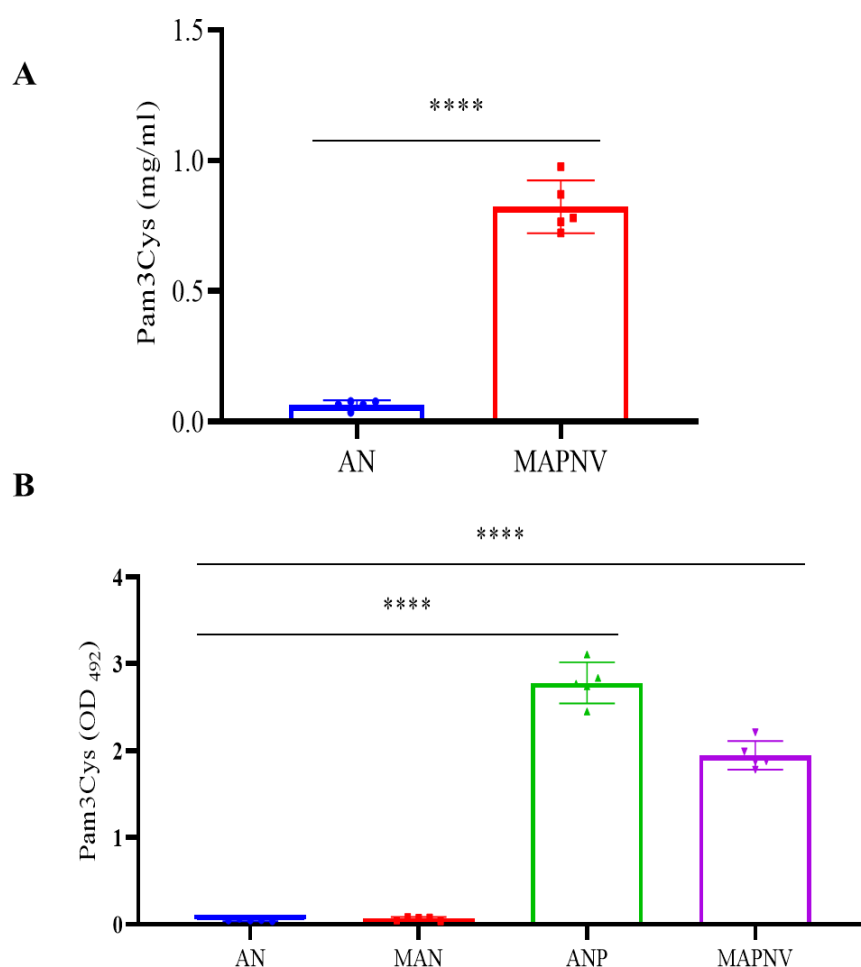 A
Pam3Cys (mg/ml)
1.5
1.0
0.5
0.0
****
AN MAPNV
B
Pam3Cys (OD 492)
4
3
2
1
0
****
****
AN MAN ANP MAPNV